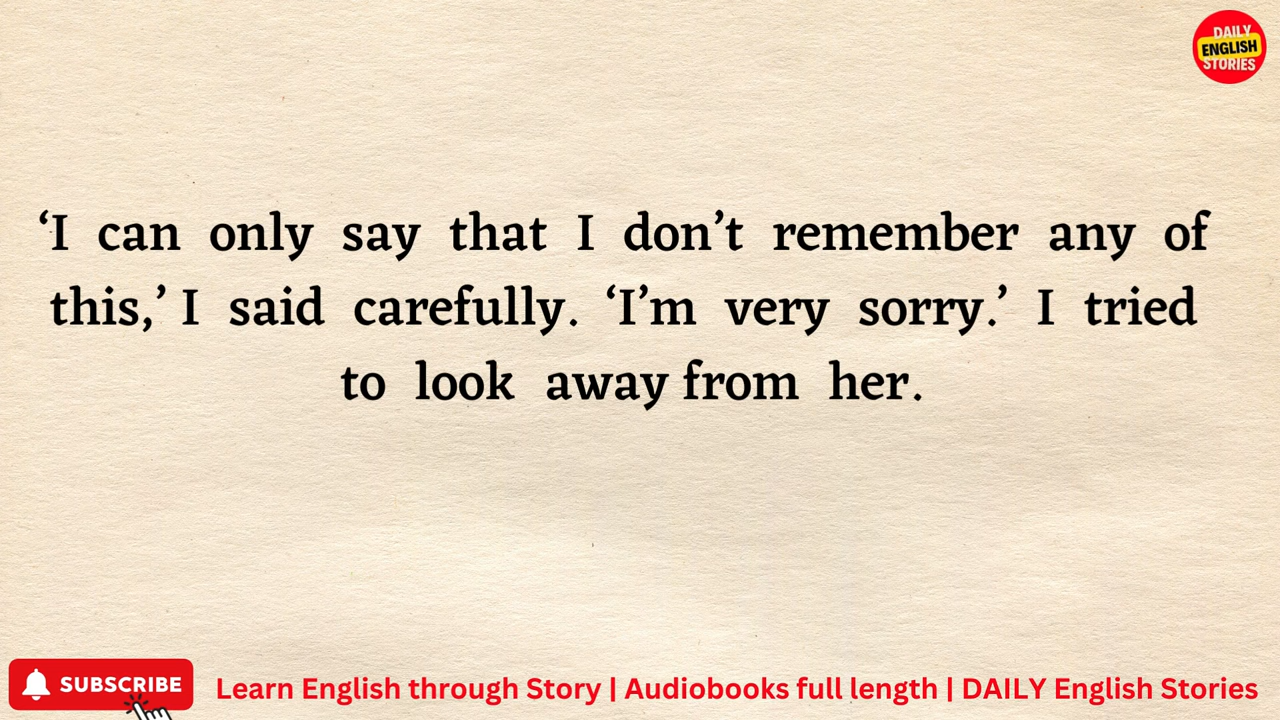 DAILY
ENGLISH
STORIES
‘I can only say that I don’t remember any of
this,’ I said carefully. ‘I’m very sorry.’ I tried
to look away from her.
SUBSCRIBE
Learn English through Story | Audiobooks full length | DAILY English Stories